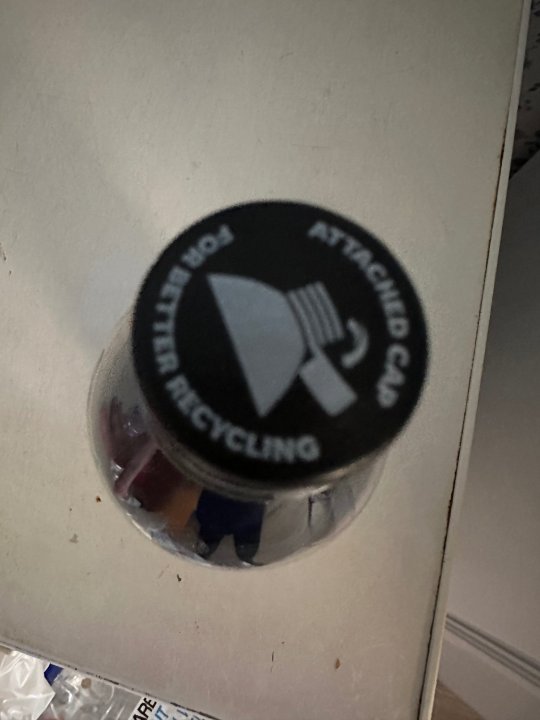 ATTACHED CAP
FOR BETTER RECYCLING